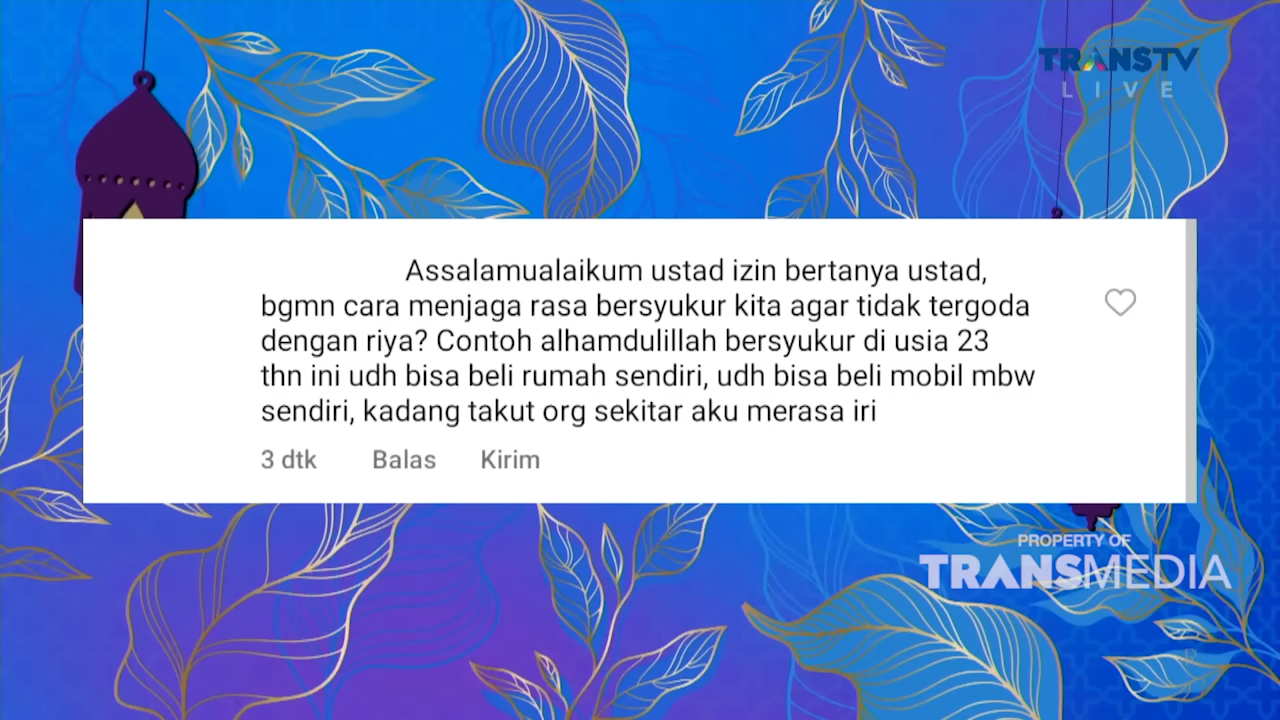 TRANSTV
LIVE
Assalamualaikum ustad izin bertanya ustad,
bgmn cara menjaga rasa bersyukur kita agar tidak tergoda
dengan riya? Contoh alhamdulillah bersyukur di usia 23
thn ini udh bisa beli rumah sendiri, udh bisa beli mobil mbw
sendiri, kadang takut org sekitar aku merasa iri
3 dtk Balas Kirim
PROPERTY OF
TRANSMEDIA
P